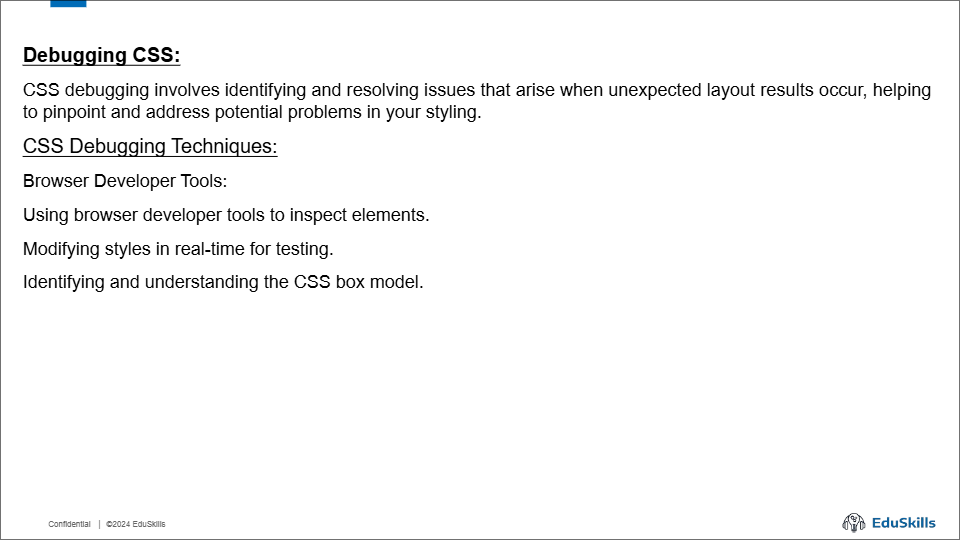 Debugging CSS:
CSS debugging involves identifying and resolving issues that arise when unexpected layout results occur, helping
to pinpoint and address potential problems in your styling.
CSS Debugging Techniques:
Browser Developer Tools:
Using browser developer tools to inspect elements.
Modifying styles in real-time for testing.
Identifying and understanding the CSS box model.
Confidential | ©2024 EduSkills
EduSkills